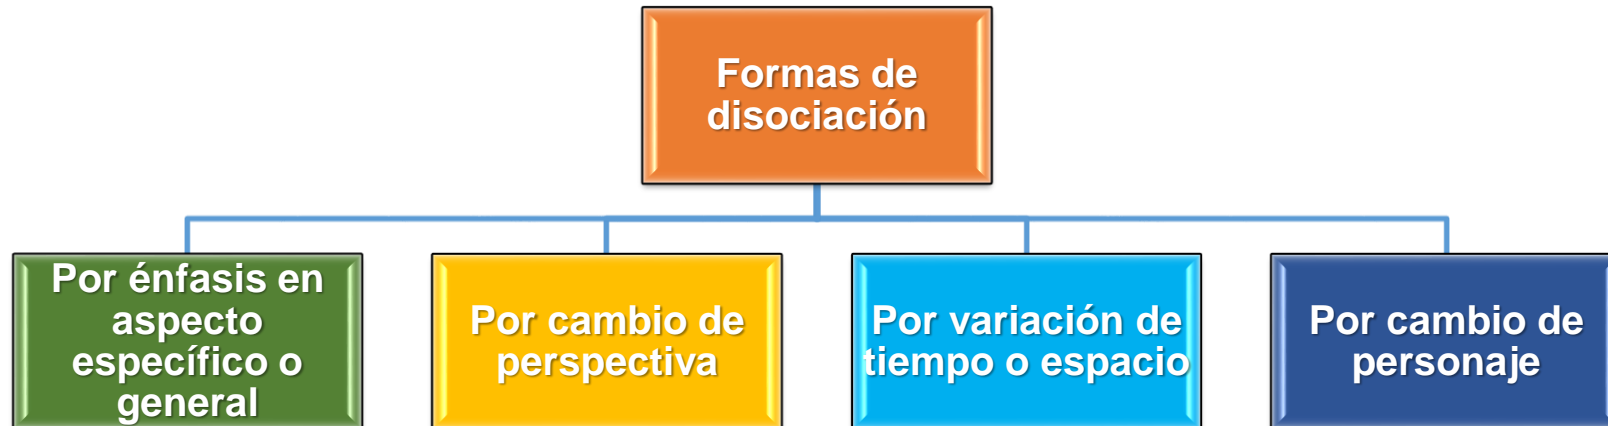 Formas de
disociación
Por énfasis en
aspecto
específico o
general
Por cambio de
perspectiva
Por variación de
tiempo o espacio
Por cambio de
personaje